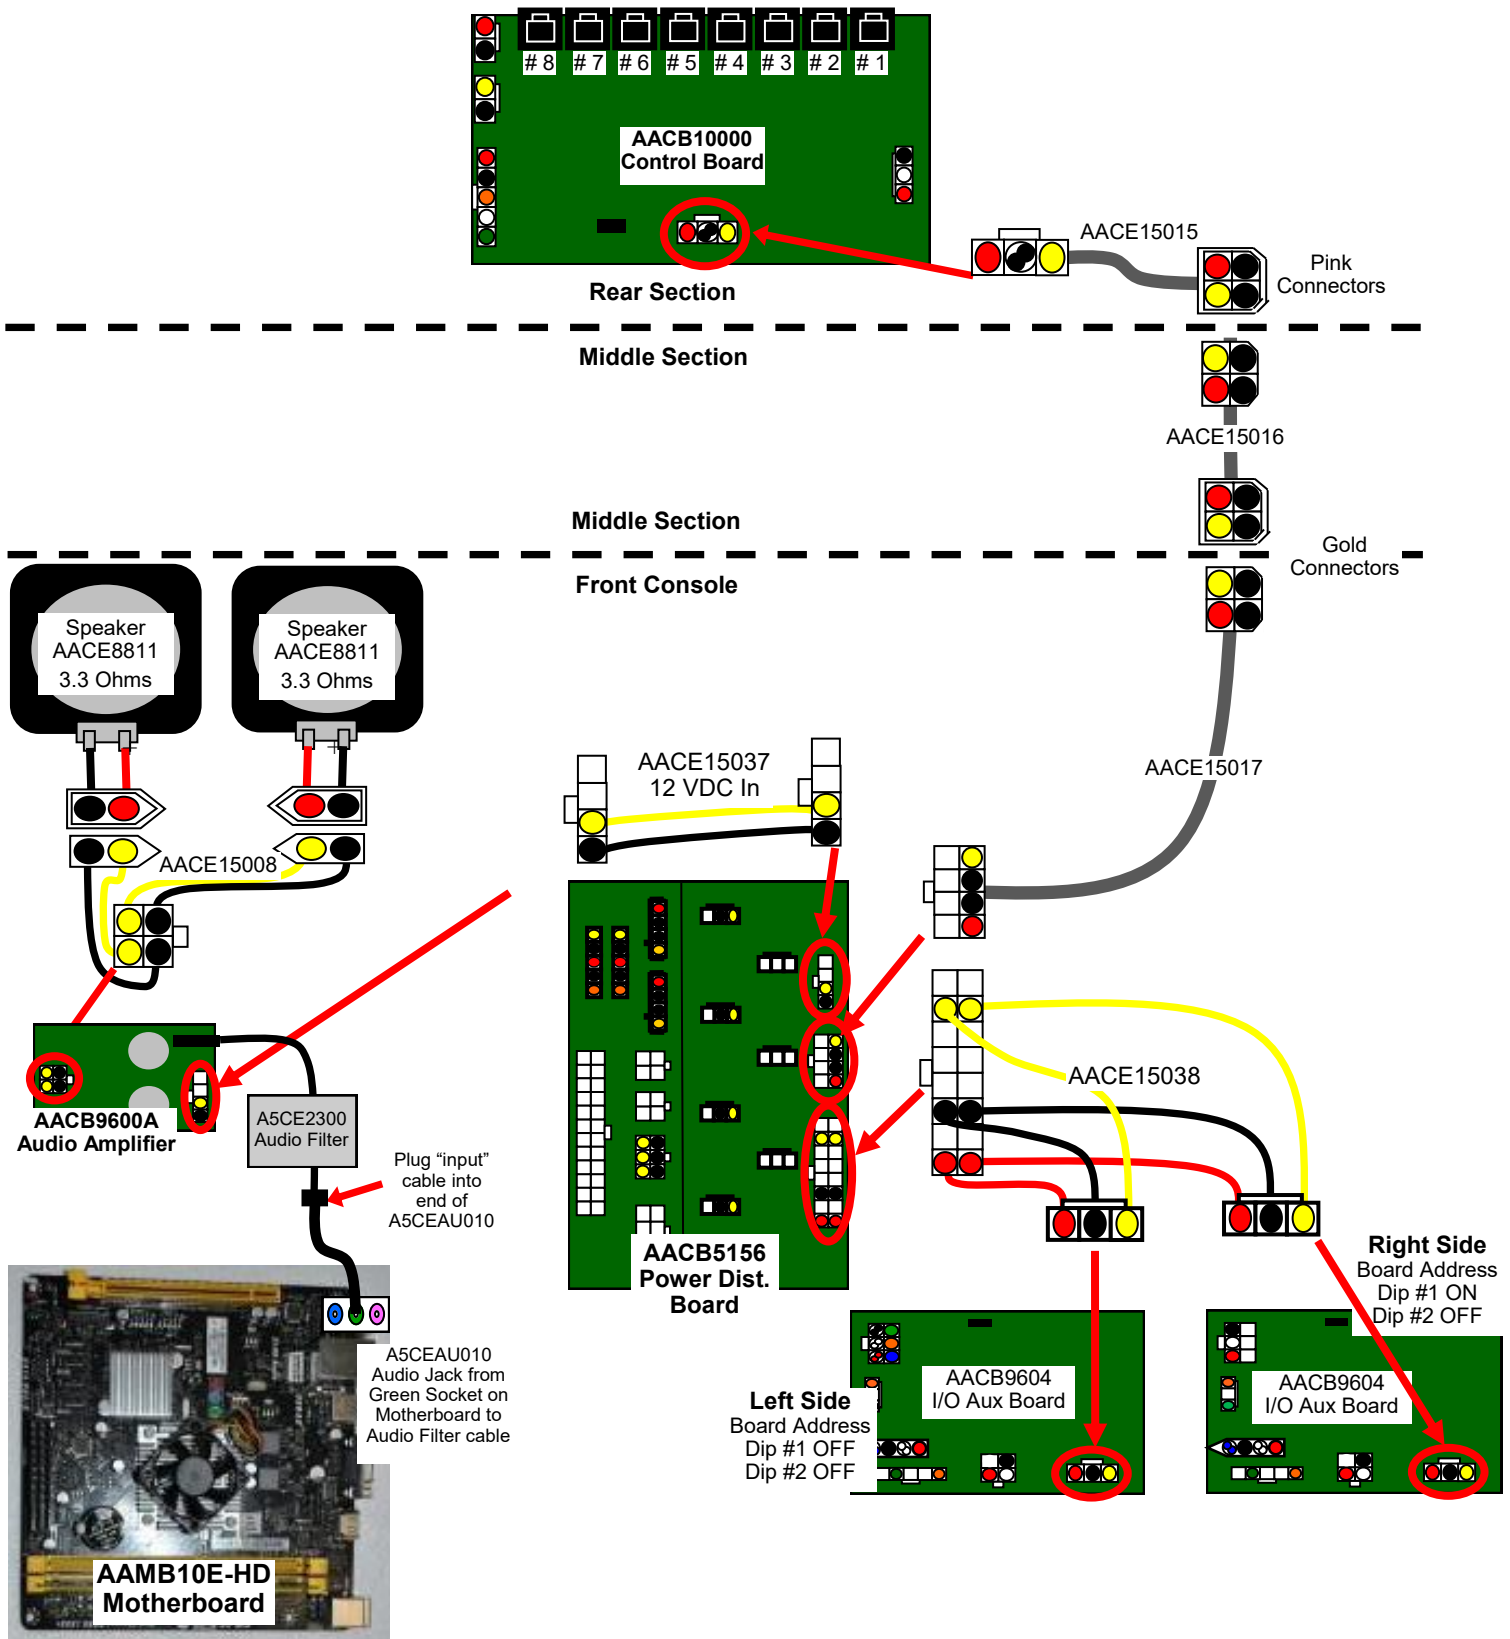 # 8
# 7
# 6
# 5
# 4
# 3
# 2
# 1
AACB10000
Control Board
AACE15015
Pink
Connectors
Rear Section
Middle Section
AACE15016
Middle Section
Gold
Connectors
Front Console
Speaker
AACE8811
3.3 Ohms
Speaker
AACE8811
3.3 Ohms
AACE15037
12 VDC In
AACE15017
AACE15008
AACE15038
AACB9600A
Audio Amplifier
A5CE2300
Audio Filter
Plug “input”
cable into
end of
A5CEAU010
AACB5156
Power Dist.
Board
Right Side
Board Address
Dip #1 ON
Dip #2 OFF
A5CEAU010
Audio Jack from
Green Socket on
Motherboard to
Audio Filter cable
Left Side
Board Address
Dip #1 OFF
Dip #2 OFF
AACB9604
I/O Aux Board
AACB9604
I/O Aux Board
AAMB10E-HD
Motherboard